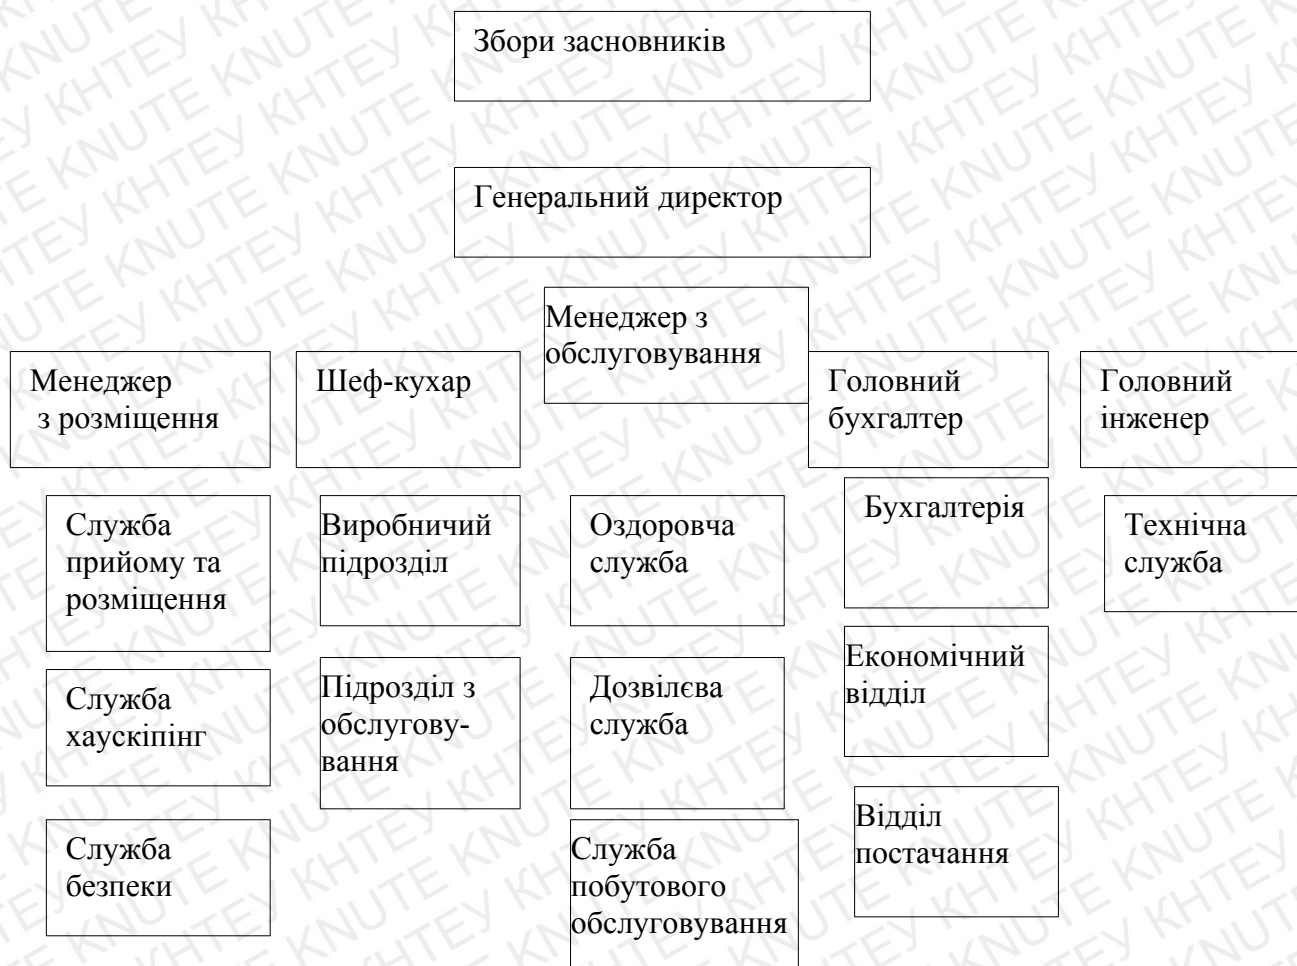 Збори засновників
Генеральний директор
Менеджер з
обслуговування
Менеджер
з розміщення
Шеф-кухар
Головний
бухгалтер
Головний
інженер
Служба
прийому та
розміщення
Виробничий
підрозділ
Оздоровча
служба
Бухгалтерія
Технічна
служба
Служба
хаускіпінг
Підрозділ з
обслугову-
вання
Дозвілєва
служба
Економічний
відділ
Служба
безпеки
Служба
побутового
обслуговування
Відділ
постачання